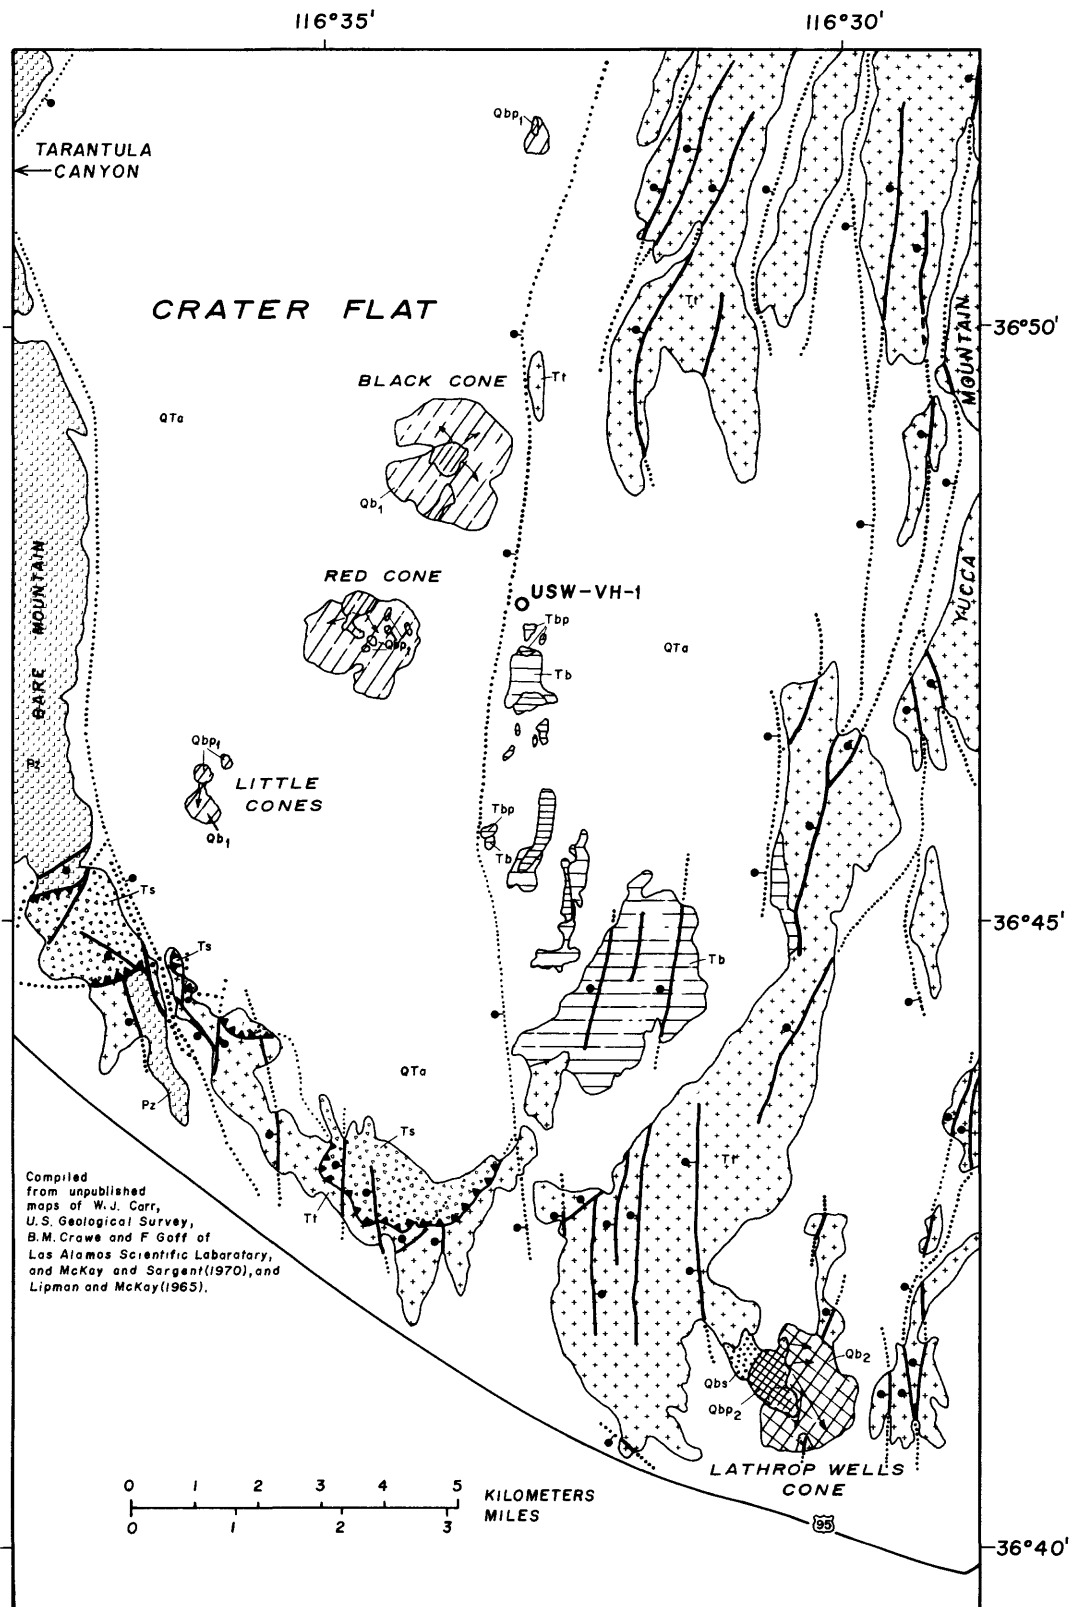 116°35'
116°30'
Qbp1
TARANTULA
CANYON
CRATER FLAT
Tt
MOUNTAIN
36°50'
BLACK CONE
Tt
QTa
Qb1
BARE MOUNTAIN
RED CONE
USW-VH-1
Tbp
QTa
YUCCA
Qbp1
Tb
Qbp1
Pz
LITTLE
CONES
Tbp
Qb1
Tb
Ts
36°45'
Ts
Tb
QTa
Pz
Ts
Tt
Compiled
from unpublished
maps of W.J. Carr,
U.S. Geological Survey,
B.M. Crowe and F Goff of
Los Alamos Scientific Laboratory,
and McKay and Sargent (1970), and
Lipman and McKay (1965).
Tt
Qb2
Qbs
Qbp2
LATHROP WELLS
CONE
0 1 2 3 4 5
KILOMETERS
MILES
0 1 2 3
95
36°40'